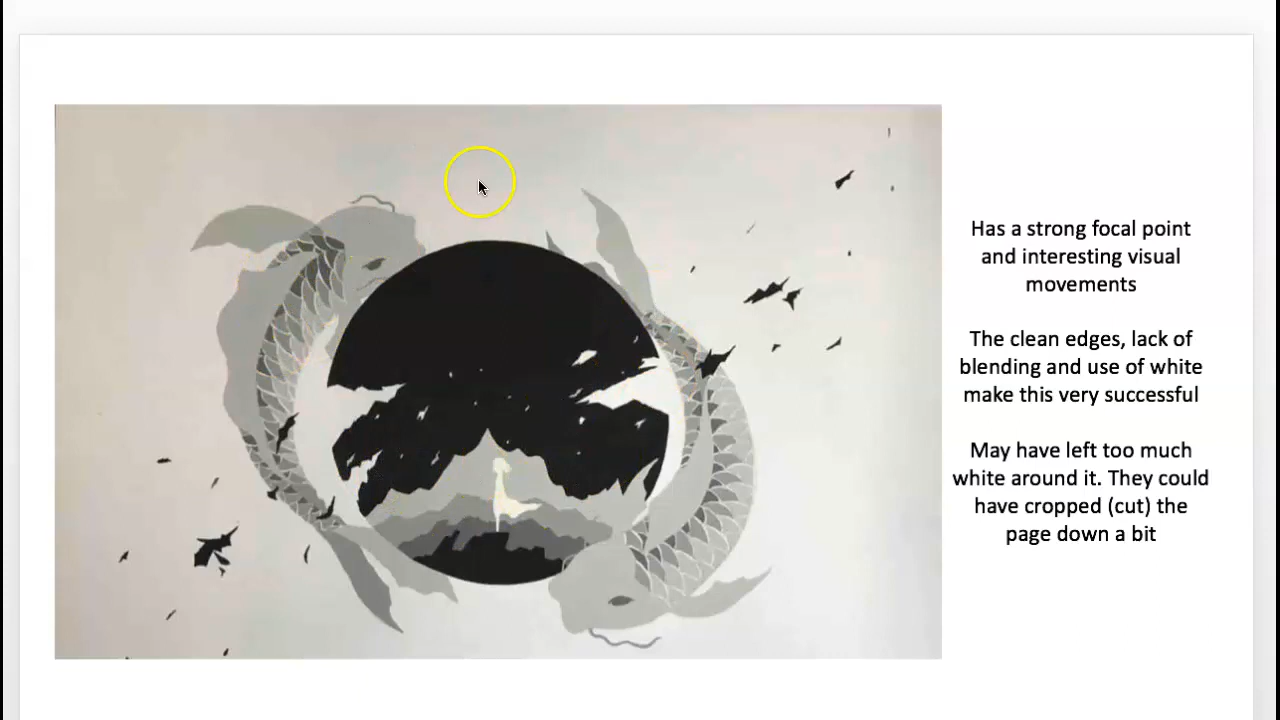 Has a strong focal point
and interesting visual
movements
The clean edges, lack of
blending and use of white
make this very successful
May have left too much
white around it. They could
have cropped (cut) the
page down a bit